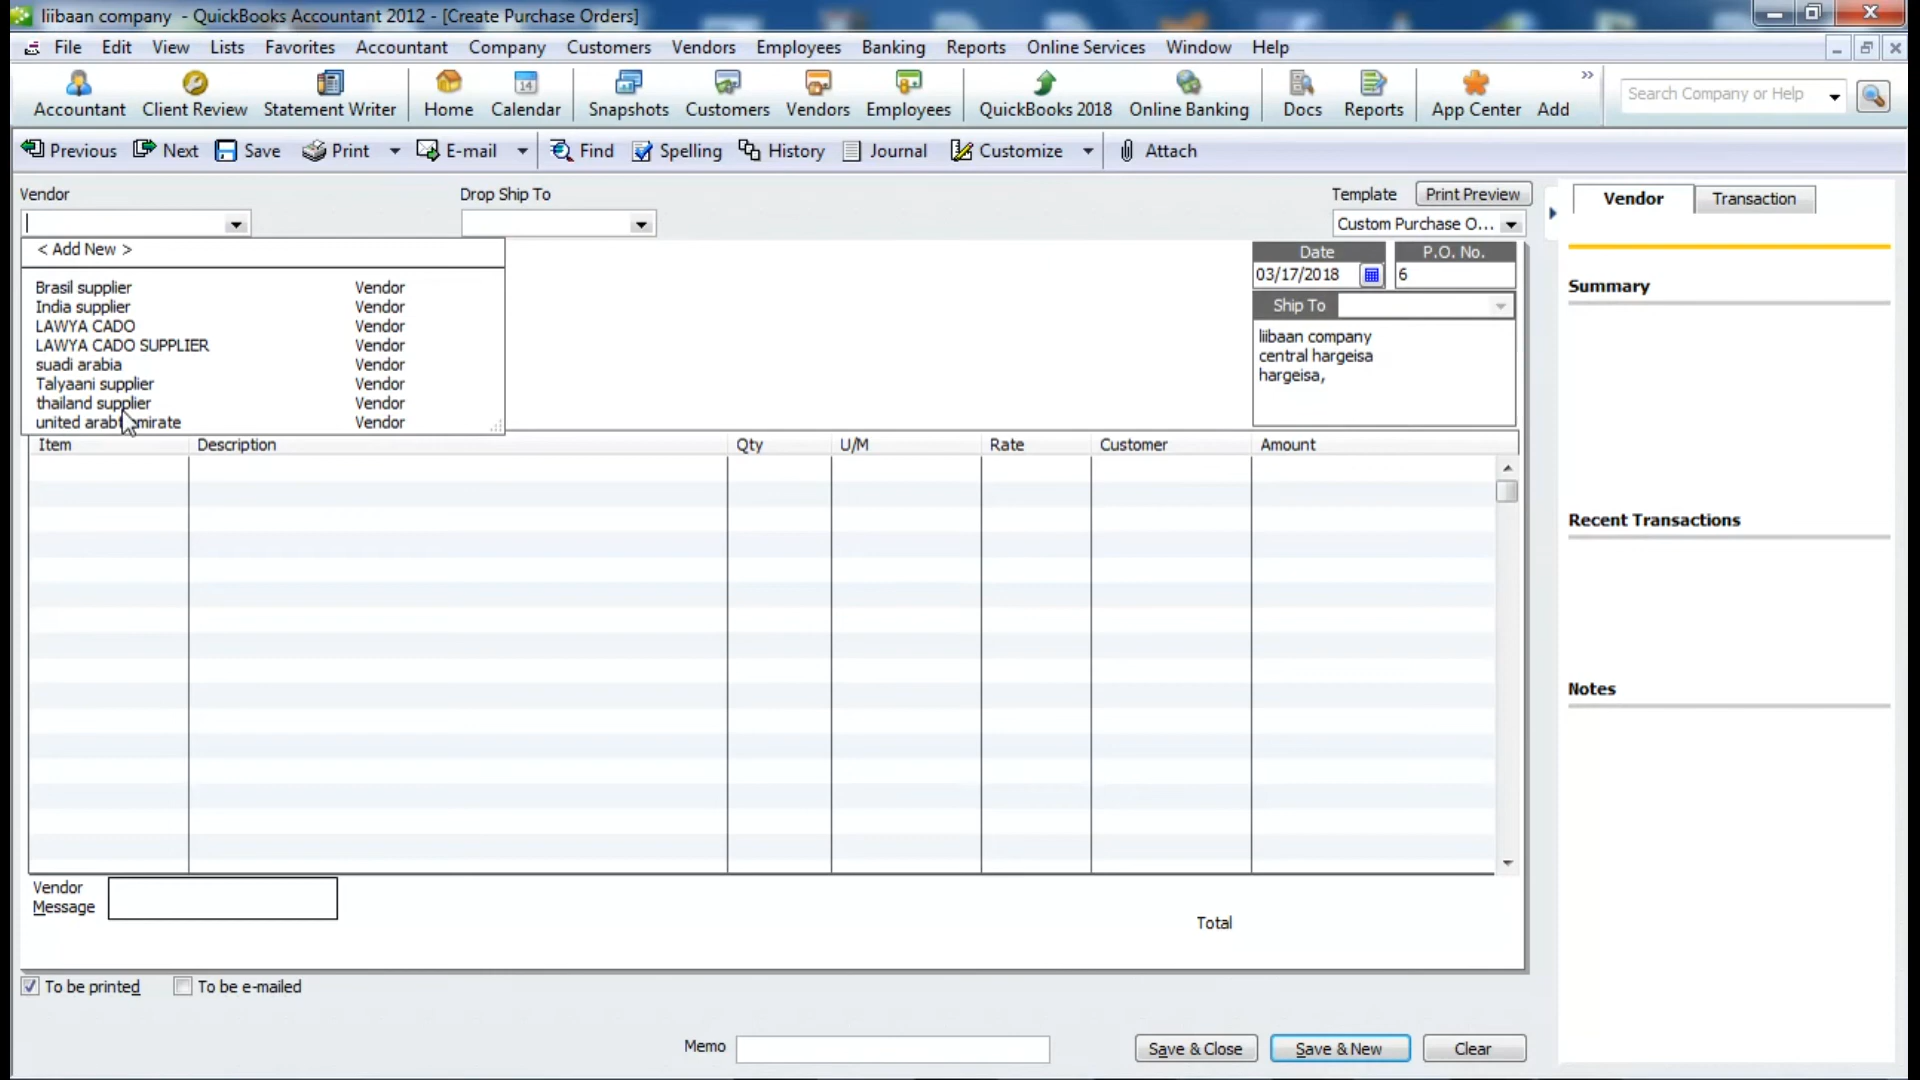 liibaan company - QuickBooks Accountant 2012 - [Create Purchase Orders]
File Edit View Lists Favorites Accountant Company Customers Vendors Employees Banking Reports Online Services Window Help
14
Accountant Client Review Statement Writer Home Calendar Snapshots Customers Vendors Employees QuickBooks 2018 Online Banking Docs Reports App Center Add Search Company or Help
Previous Next Save Print E-mail Find Spelling History Journal Customize Attach
Vendor Drop Ship To Template Print Preview
Custom Purchase O...
Vendor Transaction
< Add New >
Date P.O. No.
03/17/2018 6
Brasil supplier Vendor
India supplier Vendor
LAWYA CADO Vendor
LAWYA CADO SUPPLIER Vendor
suadi arabia Vendor
Talyaani supplier Vendor
thailand supplier Vendor
united arab Vendor
Ship To
liibaan company
central hargeisa
hargeisa,
Summary
Item Description Qty U/M Rate Customer Amount
Recent Transactions
Notes
Vendor
Message
Total
To be printed To be e-mailed
Memo Save & Close Save & New Clear